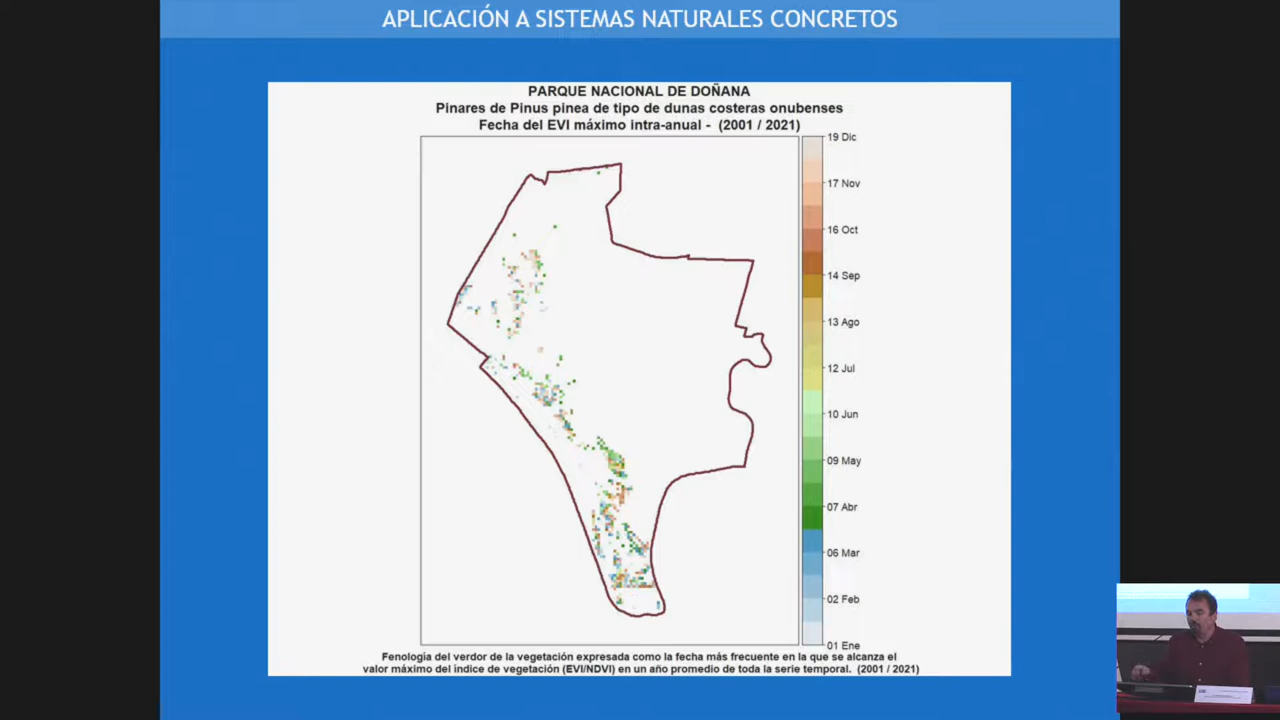 APLICACIÓN A SISTEMAS NATURALES CONCRETOS
PARQUE NACIONAL DE DOÑANA
Pinares de Pinus pinea de tipo de dunas costeras onubenses
Fecha del EVI máximo intra-anual - (2001 / 2021)
19 Dic
17 Nov
16 Oct
14 Sep
13 Ago
12 Jul
10 Jun
09 May
07 Abr
06 Mar
02 Feb
01 Ene
Fenología del verdor de la vegetación expresada como la fecha más frecuente en la que se alcanza el
valor máximo del índice de vegetación (EVI/NDVI) en un año promedio de toda la serie temporal. (2001 / 2021)